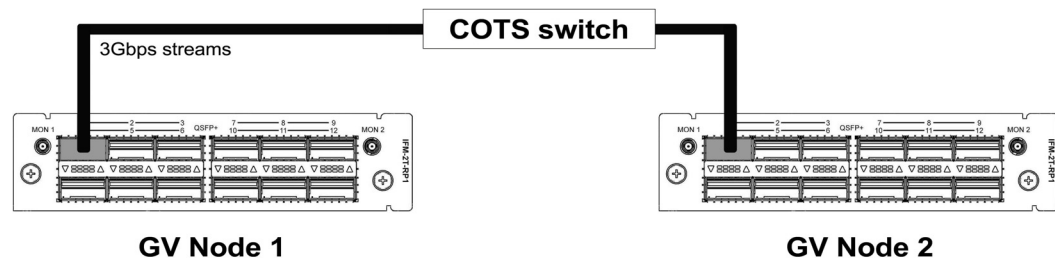 COTS switch
3Gbps streams
MON 1
2 3
5 6
QSFP+
7 8 9
10 11 12
MON 2
IFM-2T-RP1
MON 1
2 3
5 6
QSFP+
7 8 9
10 11 12
MON 2
IFM-2T-RP1
GV Node 1
GV Node 2